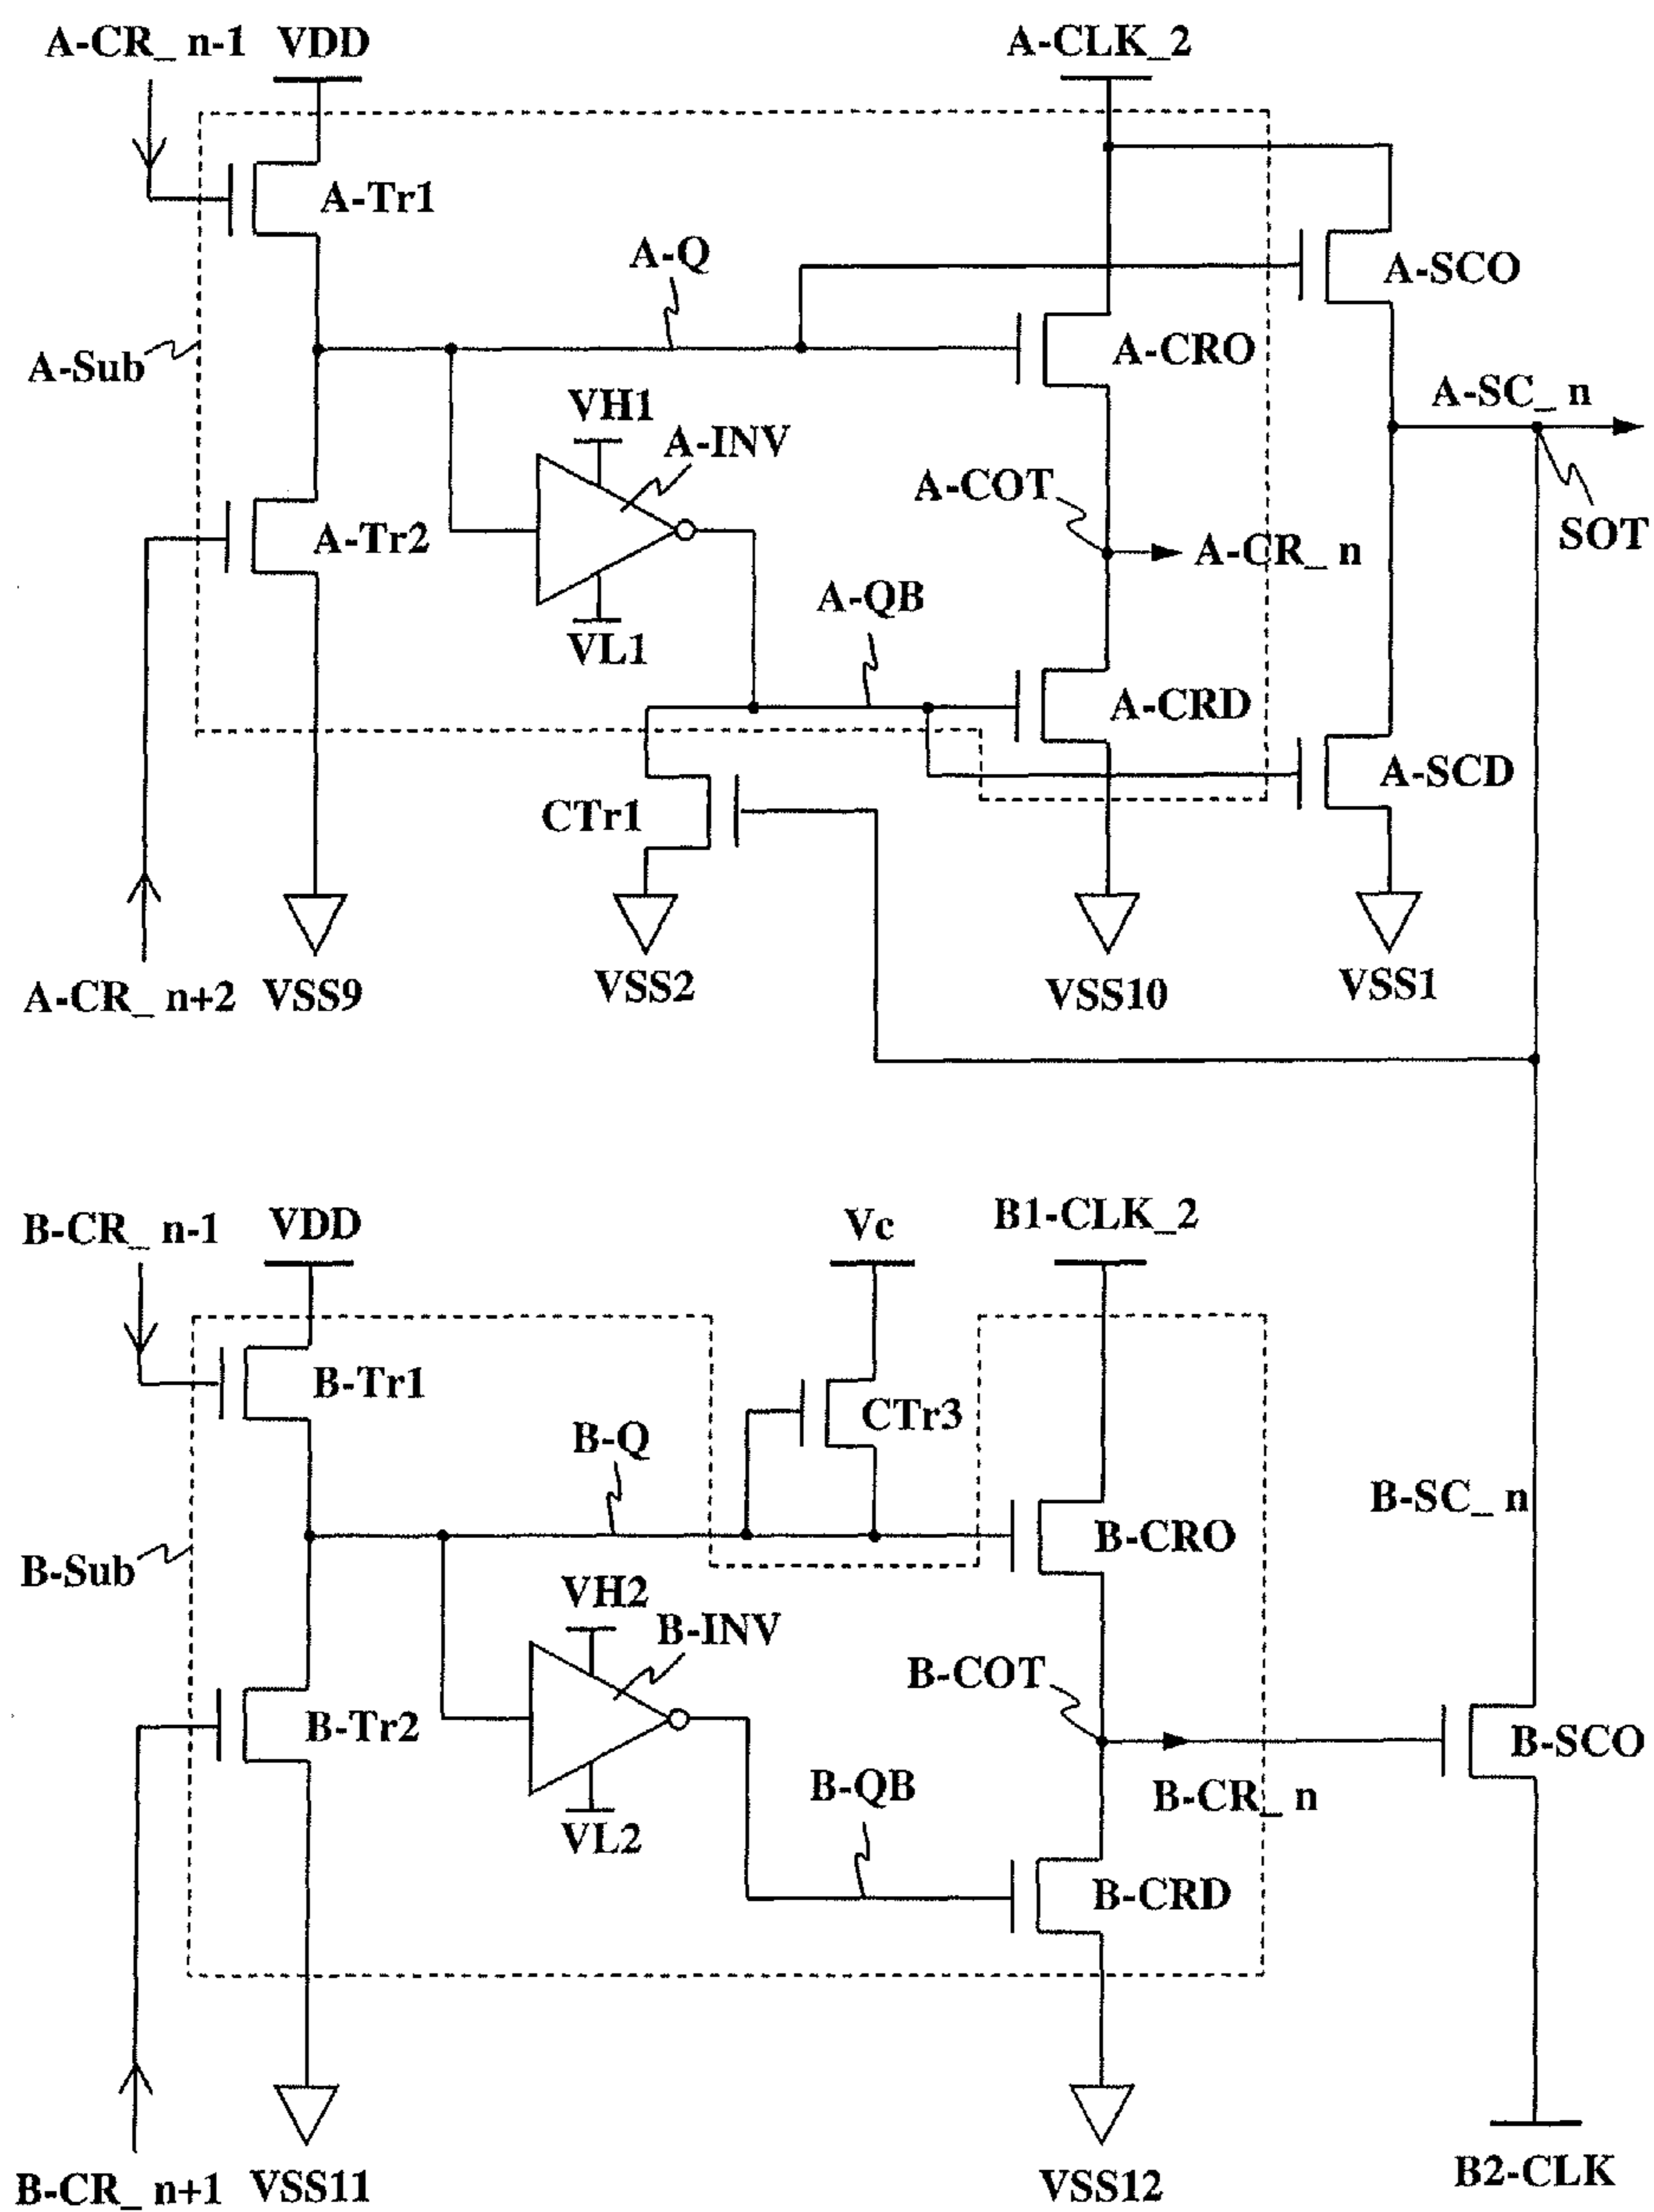 A-CR_ n-1
VDD
A-CLK_2
A-Tr1
A-Q
A-SCO
A-Sub
A-CRO
VH1
A-INV
A-SC_ n
A-COT
SOT
A-Tr2
A-CR_ n
A-QB
VL1
A-CRD
A-SCD
CTr1
A-CR_ n+2
VSS9
VSS2
VSS10
VSS1
B-CR_ n-1
VDD
Vc
B1-CLK_2
B-Tr1
CTr3
B-Q
B-SC_ n
B-CRO
B-Sub
VH2
B-INV
B-COT
B-Tr2
B-SCO
B-QB
B-CR_ n
VL2
B-CRD
B-CR_ n+1
VSS11
VSS12
B2-CLK